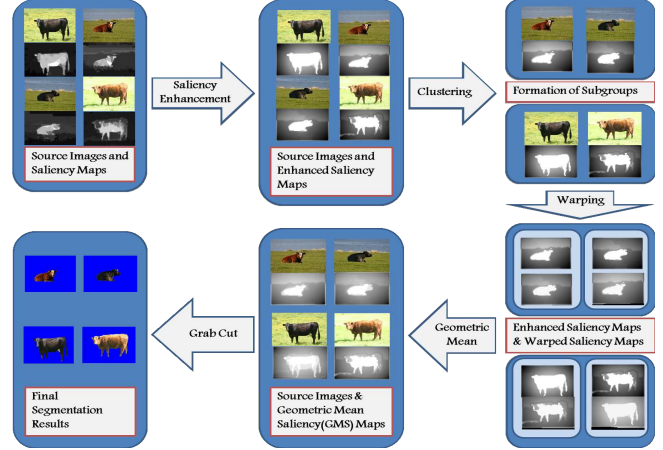 Source Images and
Saliency Maps
Saliency
Enhancement
Source Images and
Enhanced Saliency
Maps
Clustering
Formation of Subgroups
Warping
Enhanced Saliency Maps
& Warped Saliency Maps
Geometric
Mean
Source Images &
Geometric Mean
Saliency(GMS) Maps
Grab Cut
Final
Segmentation
Results